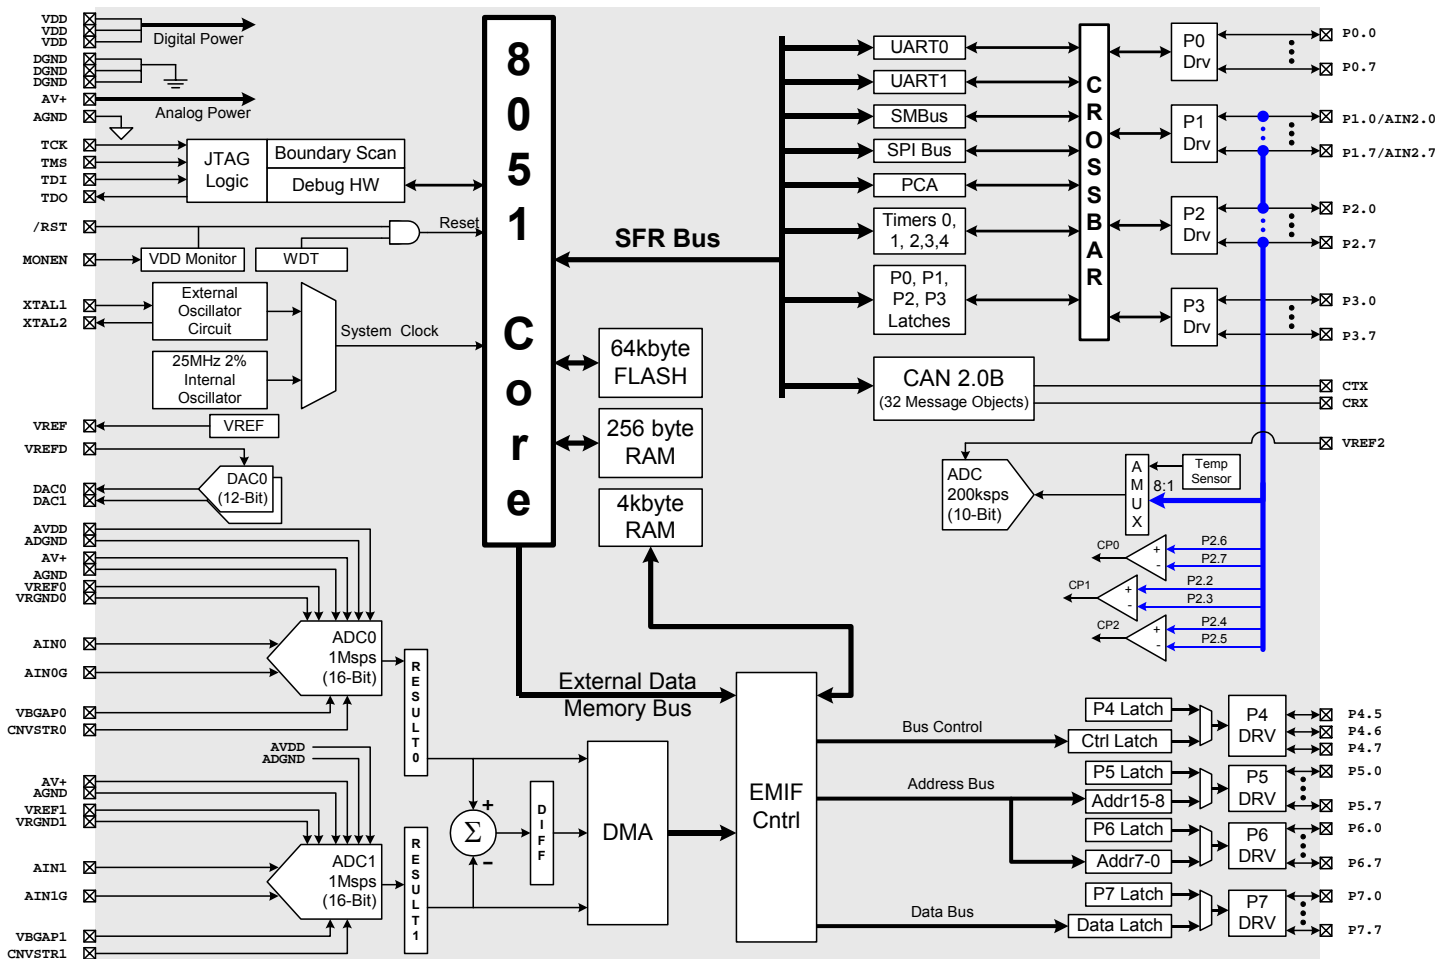 VDD
VDD
VDD
Digital Power
DGND
DGND
DGND
AV+
Analog Power
AGND
TCK
TMS
TDI
TDO
JTAG
Logic
Boundary Scan
Debug HW
/RST
Reset
MONEN
VDD Monitor
WDT
XTAL1
XTAL2
External
Oscillator
Circuit
System Clock
25MHz 2%
Internal
Oscillator
VREF
VREF
VREFD
DAC0
(12-Bit)
DAC0
DAC1
AVDD
ADGND
AV+
AGND
VREF0
VRGND0
AIN0
AIN0G
ADC0
1Msps
(16-Bit)
VBGAP0
CNVSTR0
AVDD
ADGND
AV+
AGND
VREF1
VRGND1
AIN1
AIN1G
ADC1
1Msps
(16-Bit)
VBGAP1
CNVSTR1
RESULT0
RESULT1
+
Σ
−
DIFF
DMA
8051 Core
64kbyte
FLASH
256 byte
RAM
4kbyte
RAM
External Data
Memory Bus
EMIF
Cntrl
SFR Bus
UART0
UART1
SMBus
SPI Bus
PCA
Timers 0,
1, 2,3,4
P0, P1,
P2, P3
Latches
CAN 2.0B
(32 Message Objects)
CROSSBAR
P0
Drv
P1
Drv
P2
Drv
P3
Drv
P0.0
P0.7
P1.0/AIN2.0
P1.7/AIN2.7
P2.0
P2.7
P3.0
P3.7
CTX
CRX
VREF2
ADC
200ksps
(10-Bit)
AMUX
8:1
Temp
Sensor
CP0
+
-
P2.6
P2.7
CP1
+
-
P2.2
P2.3
CP2
+
-
P2.4
P2.5
Bus Control
P4 Latch
Ctrl Latch
P4
DRV
P4.5
P4.6
P4.7
Address Bus
P5 Latch
Addr15-8
P5
DRV
P5.0
P5.7
P6 Latch
Addr7-0
P6
DRV
P6.0
P6.7
Data Bus
P7 Latch
Data Latch
P7
DRV
P7.0
P7.7